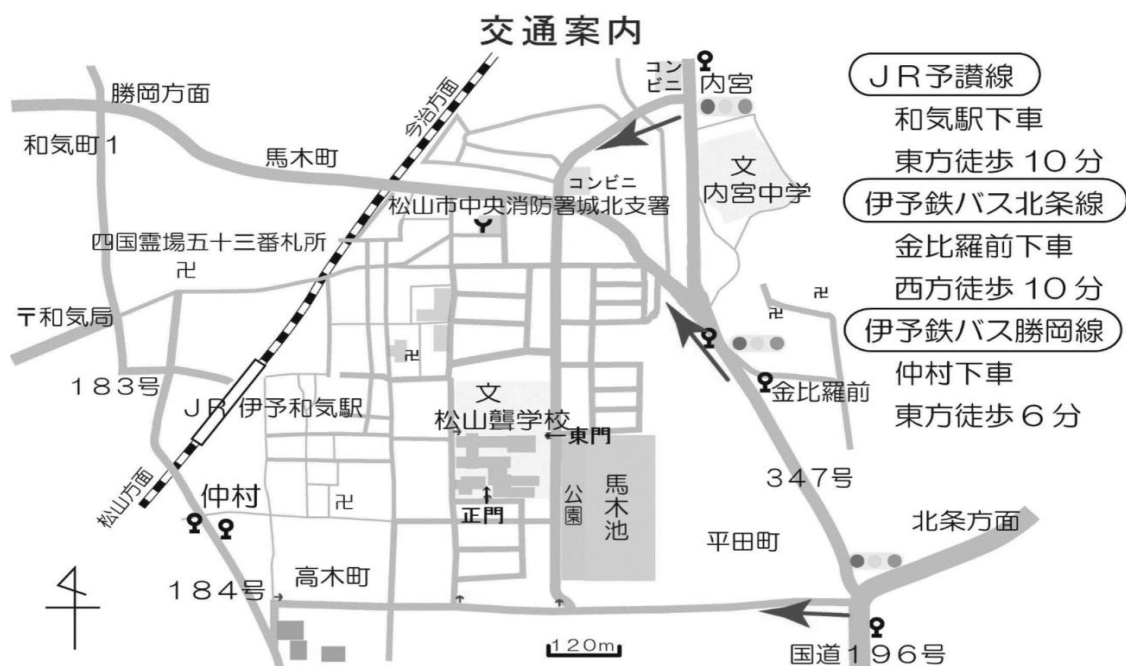 交通案内
コン
ビニ
内宮
勝岡方面
今治方面
和気町1
馬木町
文
内宮中学
コンビニ
松山市中央消防署城北支署
四国霊場五十三番札所
卍
卍
卍
〒和気局
卍
183号
JR 伊予和気駅
文
松山聾学校
←東門
金比羅前
松山方面
仲村
卍
正門
公園
馬木池
347号
平田町
北条方面
184号
高木町
120m
国道196号
JR予讃線
和気駅下車
東方徒歩10分
伊予鉄バス北条線
金比羅前下車
西方徒歩10分
伊予鉄バス勝岡線
仲村下車
東方徒歩6分